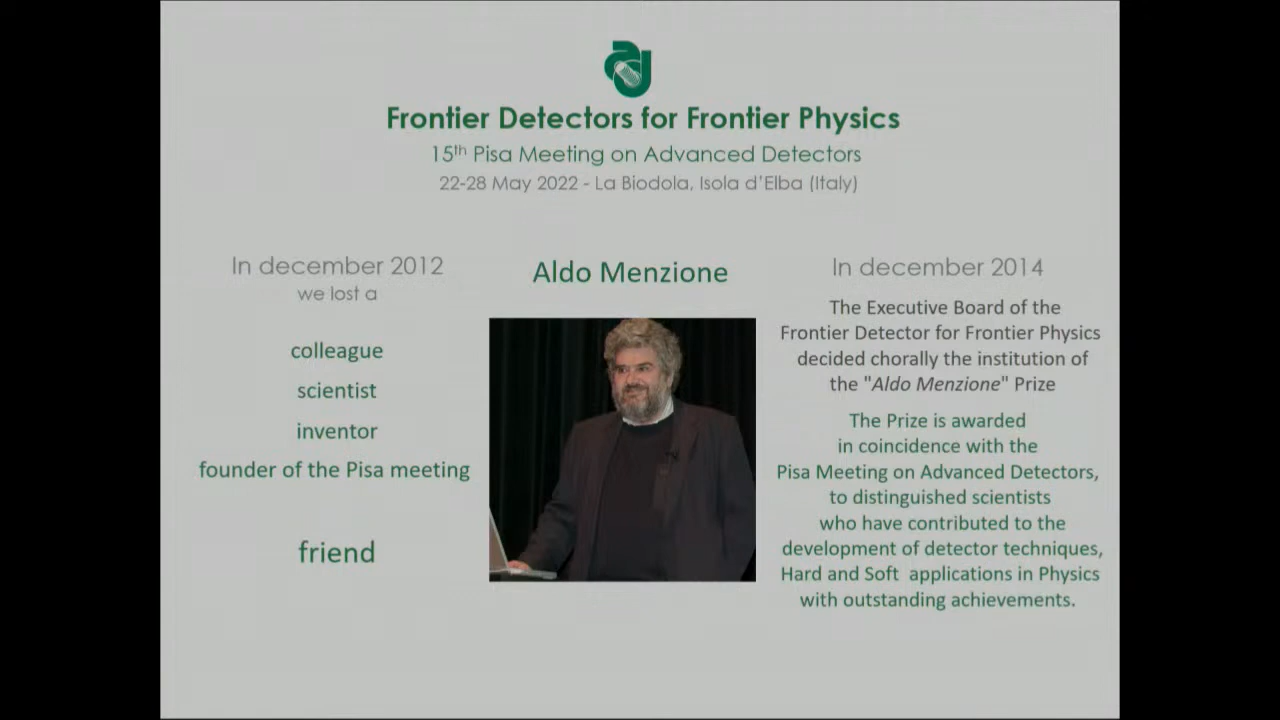 Frontier Detectors for Frontier Physics
15th Pisa Meeting on Advanced Detectors
22-28 May 2022 - La Biodola, Isola d'Elba (Italy)
In december 2012
we lost a
colleague
scientist
inventor
founder of the Pisa meeting
friend
Aldo Menzione
In december 2014
The Executive Board of the
Frontier Detector for Frontier Physics
decided chorally the institution of
the "Aldo Menzione" Prize
The Prize is awarded
in coincidence with the
Pisa Meeting on Advanced Detectors,
to distinguished scientists
who have contributed to the
development of detector techniques,
Hard and Soft applications in Physics
with outstanding achievements.